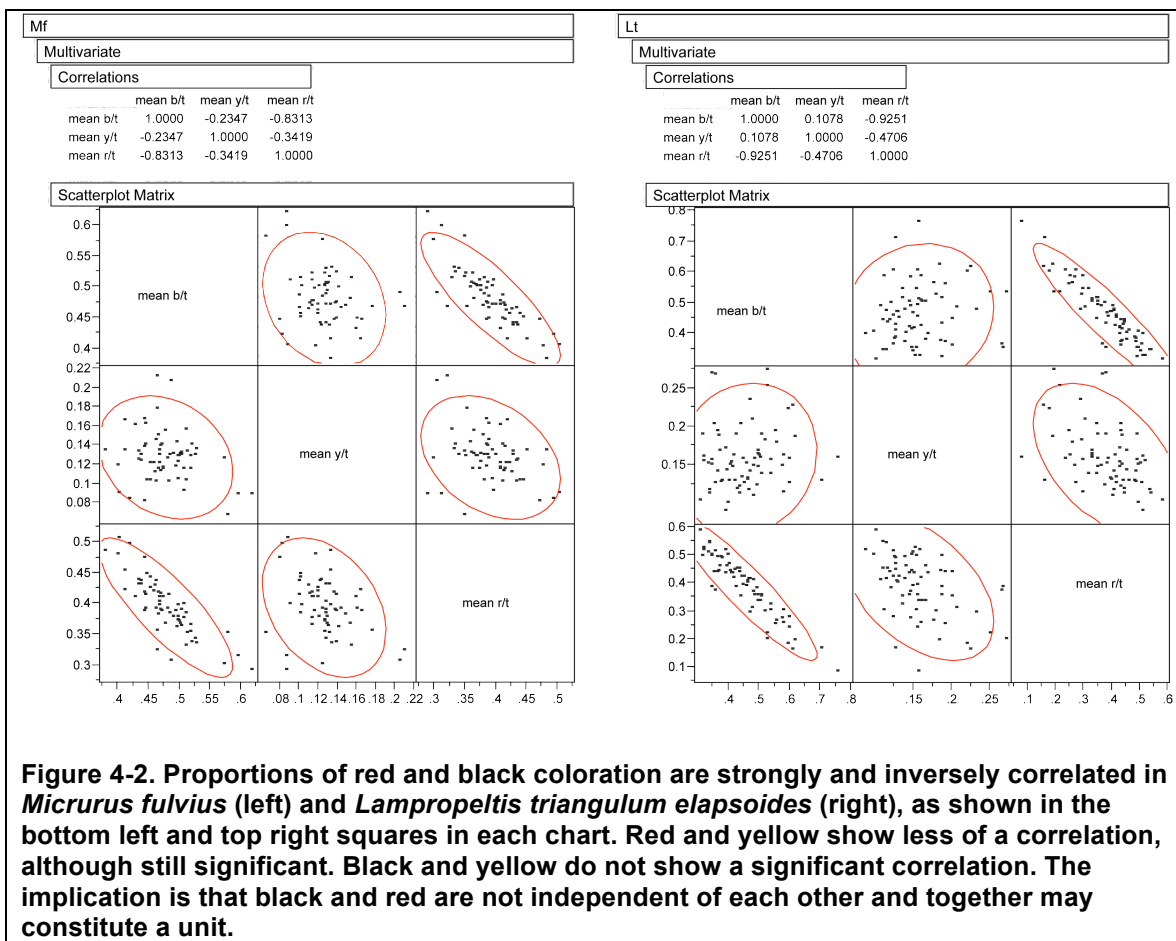 Mf
Multivariate
Correlations
mean b/t mean y/t mean r/t
mean b/t 1.0000 -0.2347 -0.8313
mean y/t -0.2347 1.0000 -0.3419
mean r/t -0.8313 -0.3419 1.0000
Scatterplot Matrix
0.6
0.55
0.5
0.45
0.4
mean b/t
0.22
0.2
0.18
0.16
0.14
0.12
0.1
0.08
mean y/t
0.5
0.45
0.4
0.35
0.3
mean r/t
.4 .45 .5 .55 .6 .08 .1 .12 .14 .16 .18 .2 .22 .3 .35 .4 .45 .5
Lt
Multivariate
Correlations
mean b/t mean y/t mean r/t
mean b/t 1.0000 0.1078 -0.9251
mean y/t 0.1078 1.0000 -0.4706
mean r/t -0.9251 -0.4706 1.0000
Scatterplot Matrix
0.8
0.7
0.6
0.5
0.4
mean b/t
0.25
0.2
0.15
mean y/t
0.6
0.5
0.4
0.3
0.2
0.1
mean r/t
.4 .5 .6 .7 .8 .15 .2 .25 .1 .2 .3 .4 .5 .6
Figure 4-2. Proportions of red and black coloration are strongly and inversely correlated in
Micrurus fulvius (left) and Lampropeltis triangulum elapsoides (right), as shown in the
bottom left and top right squares in each chart. Red and yellow show less of a correlation,
although still significant. Black and yellow do not show a significant correlation. The
implication is that black and red are not independent of each other and together may
constitute a unit.